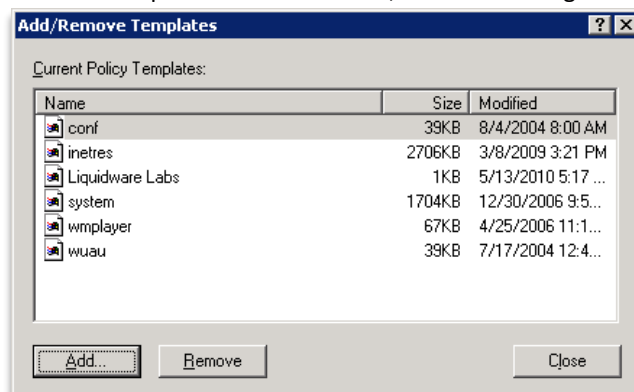 Add/Remove Templates
Current Policy Templates:
Name Size Modified
conf 39KB 8/4/2004 8:00 AM
inetres 2706KB 3/8/2009 3:21 PM
Liquidware Labs 1KB 5/13/2010 5:17 ...
system 1704KB 12/30/2006 9:5...
wmplayer 67KB 4/25/2006 11:1...
wuau 39KB 7/17/2004 12:4...
Add... Remove Close